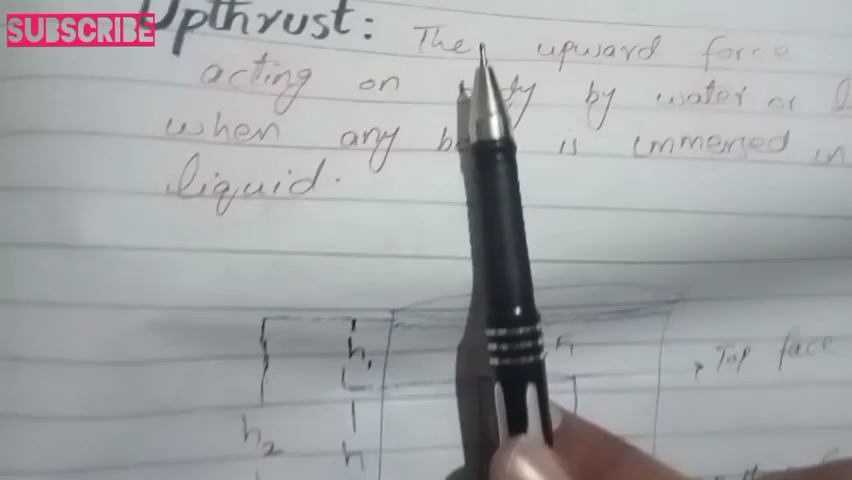 SUBSCRIBE
Upthrust: The upward force
acting on by water or
when any is immersed in
liquid.
h1 h1
Top face
h2
h